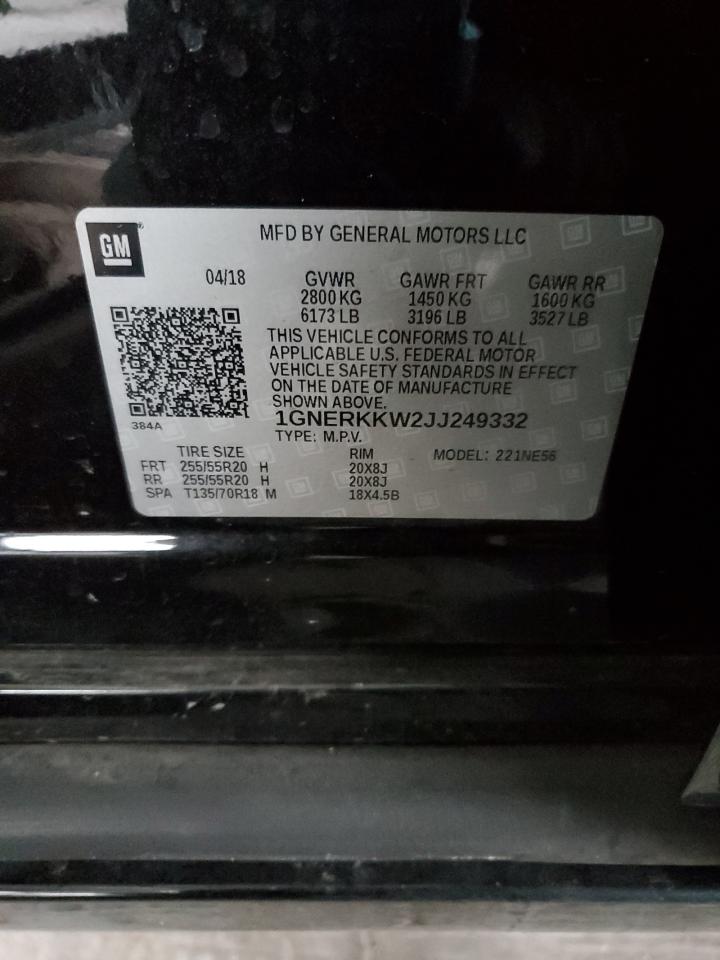 GM
MFD BY GENERAL MOTORS LLC
04/18 GVWR GAWR FRT GAWR RR
2800 KG 1450 KG 1600 KG
6173 LB 3196 LB 3527 LB
THIS VEHICLE CONFORMS TO ALL
APPLICABLE U.S. FEDERAL MOTOR
VEHICLE SAFETY STANDARDS IN EFFECT
ON THE DATE OF MANUFACTURE
SHOWN ABOVE.
384A
1GNERKKW2JJ249332
TYPE: M.P.V.
TIRE SIZE RIM MODEL: 221NE56
FRT 255/55R20 H 20X8J
RR 255/55R20 H 20X8J
SPA T135/70R18 M 18X4.5B